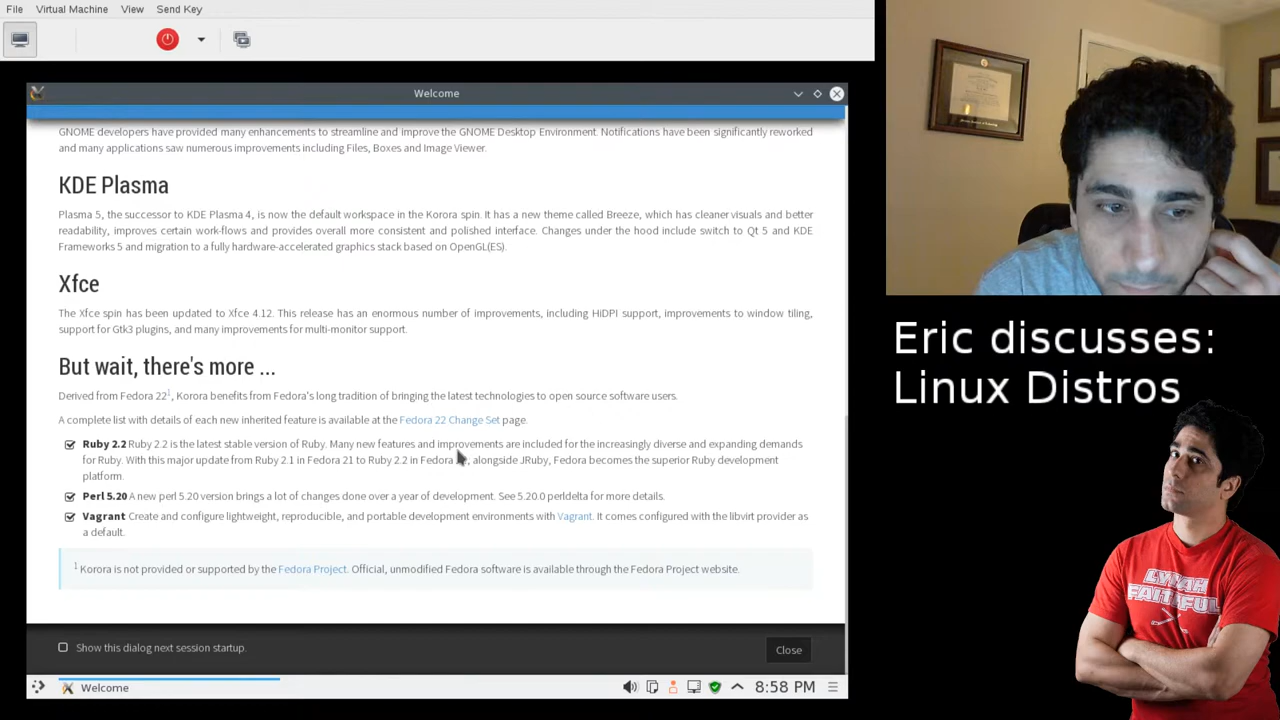 File Virtual Machine View Send Key
Welcome
GNOME developers have provided many enhancements to streamline and improve the GNOME Desktop Environment. Notifications have been significantly reworked
and many applications saw numerous improvements including Files, Boxes and Image Viewer.
KDE Plasma
Plasma 5, the successor to KDE Plasma 4, is now the default workspace in the Korora spin. It has a new theme called Breeze, which has cleaner visuals and better
readability, improves certain work-flows and provides overall more consistent and polished interface. Changes under the hood include switch to Qt 5 and KDE
Frameworks 5 and migration to a fully hardware-accelerated graphics stack based on OpenGL(ES).
Xfce
The Xfce spin has been updated to Xfce 4.12. This release has an enormous number of improvements, including HiDPI support, improvements to window tiling,
support for Gtk3 plugins, and many improvements for multi-monitor support.
But wait, there's more ...
Derived from Fedora 22¹, Korora benefits from Fedora's long tradition of bringing the latest technologies to open source software users.
A complete list with details of each new inherited feature is available at the Fedora 22 Change Set page.
Ruby 2.2 Ruby 2.2 is the latest stable version of Ruby. Many new features and improvements are included for the increasingly diverse and expanding demands
for Ruby. With this major update from Ruby 2.1 in Fedora 21 to Ruby 2.2 in Fedora , alongside JRuby, Fedora becomes the superior Ruby development
platform.
Perl 5.20 A new perl 5.20 version brings a lot of changes done over a year of development. See 5.20.0 perldelta for more details.
Vagrant Create and configure lightweight, reproducible, and portable development environments with Vagrant. It comes configured with the libvirt provider as
a default.
¹ Korora is not provided or supported by the Fedora Project. Official, unmodified Fedora software is available through the Fedora Project website.
Show this dialog next session startup.
Close
Welcome
8:58 PM
Eric discusses:
Linux Distros
FAITHFUL